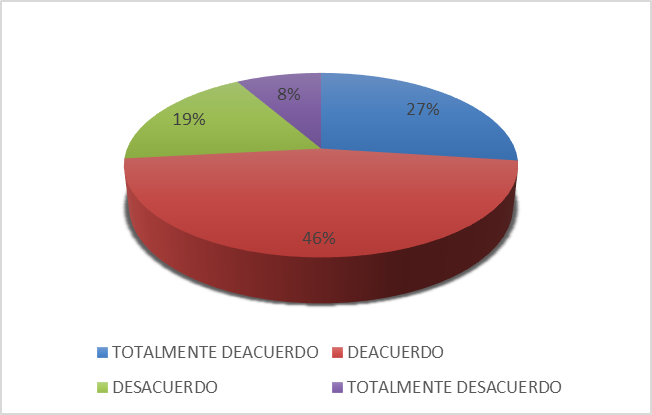 8%
27%
19%
46%
TOTALMENTE DEACUERDO
DEACUERDO
DESACUERDO
TOTALMENTE DESACUERDO